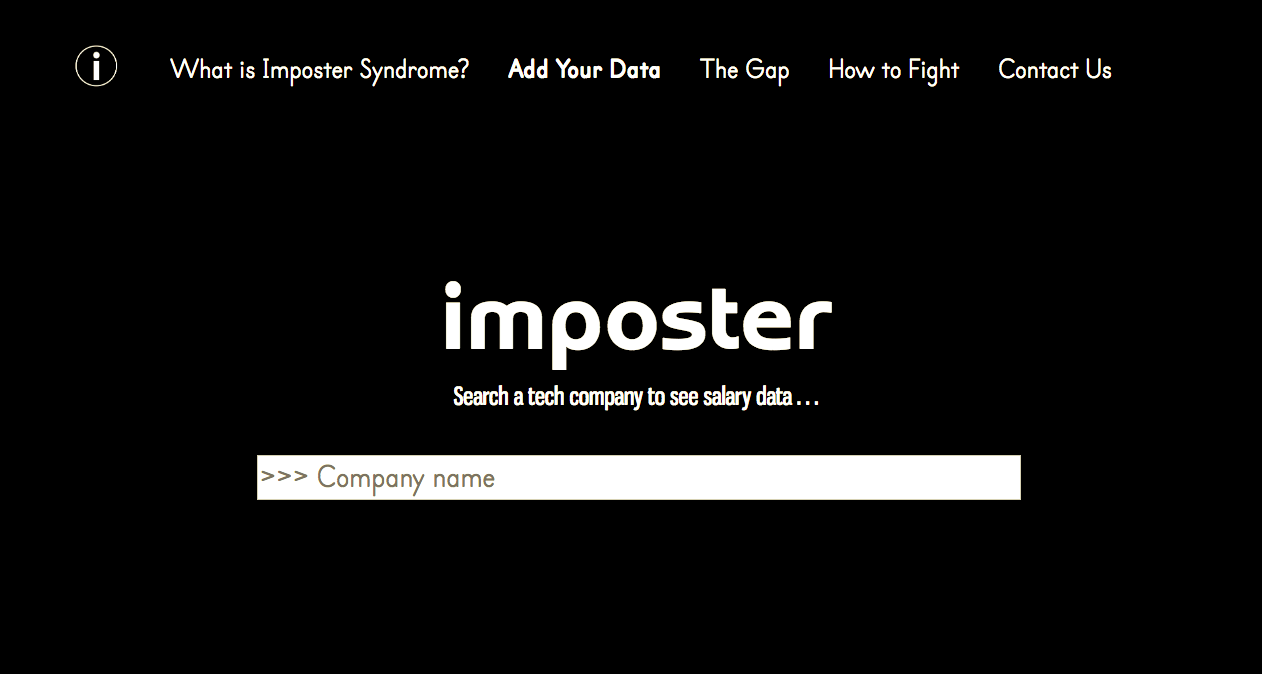 i What is Imposter Syndrome? Add Your Data The Gap How to Fight Contact Us
imposter
Search a tech company to see salary data . . .
>>> Company name